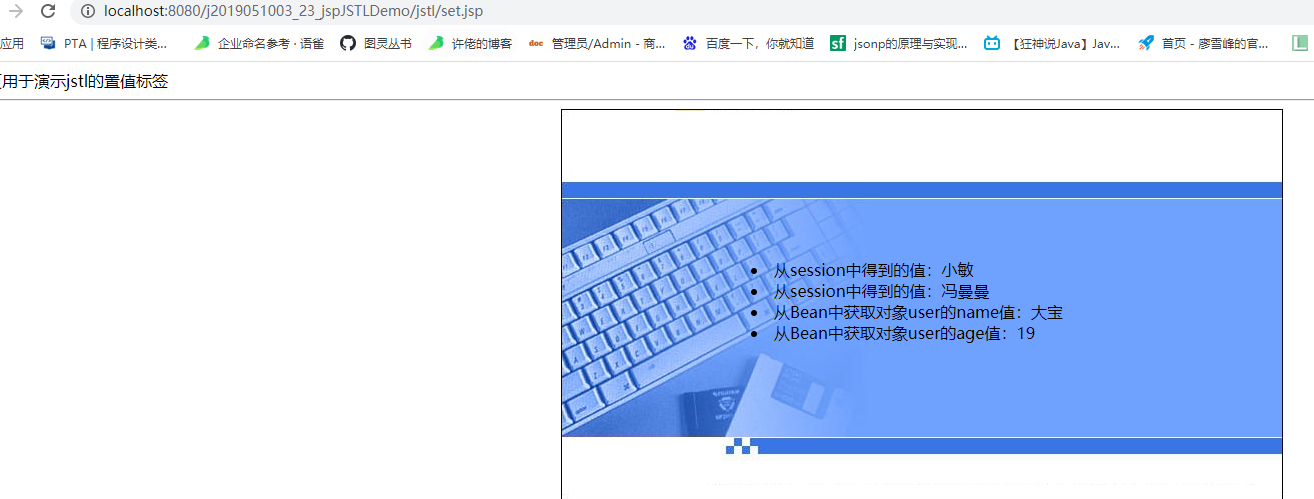 localhost:8080/j2019051003_23_jspJSTLDemo/jstl/set.jsp
应用 PTA | 程序设计类... 企业命名参考 · 语雀 图灵丛书 许佬的博客 doc 管理员/Admin - 商... 百度一下，你就知道 sf jsonp的原理与实现... 【狂神说Java】Jav... 首页 - 廖雪峰的官...
用于演示jstl的置值标签
从session中得到的值：小敏
从session中得到的值：冯曼曼
从Bean中获取对象user的name值：大宝
从Bean中获取对象user的age值：19